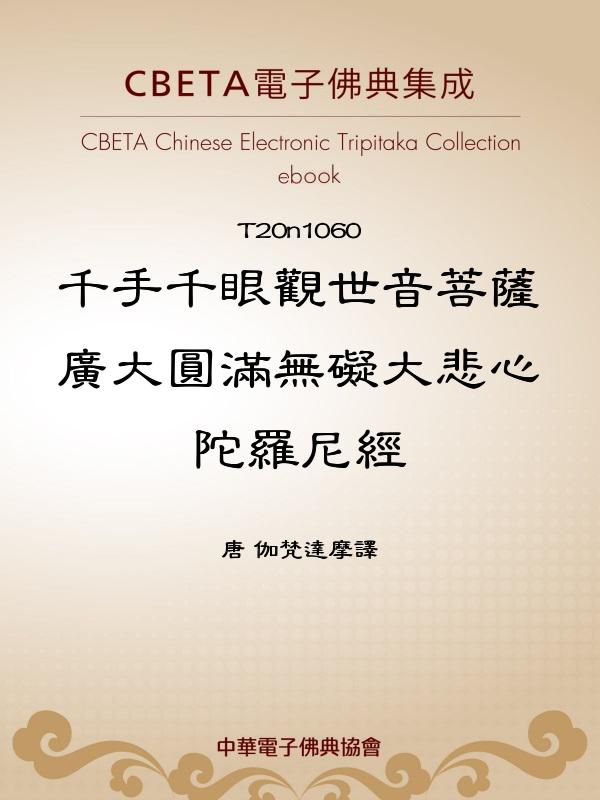 CBETA電子佛典集成
CBETA Chinese Electronic Tripitaka Collection
ebook
T20n1060
千手千眼觀世音菩薩
廣大圓滿無礙大悲心
陀羅尼經
唐 伽梵達摩譯
中華電子佛典協會